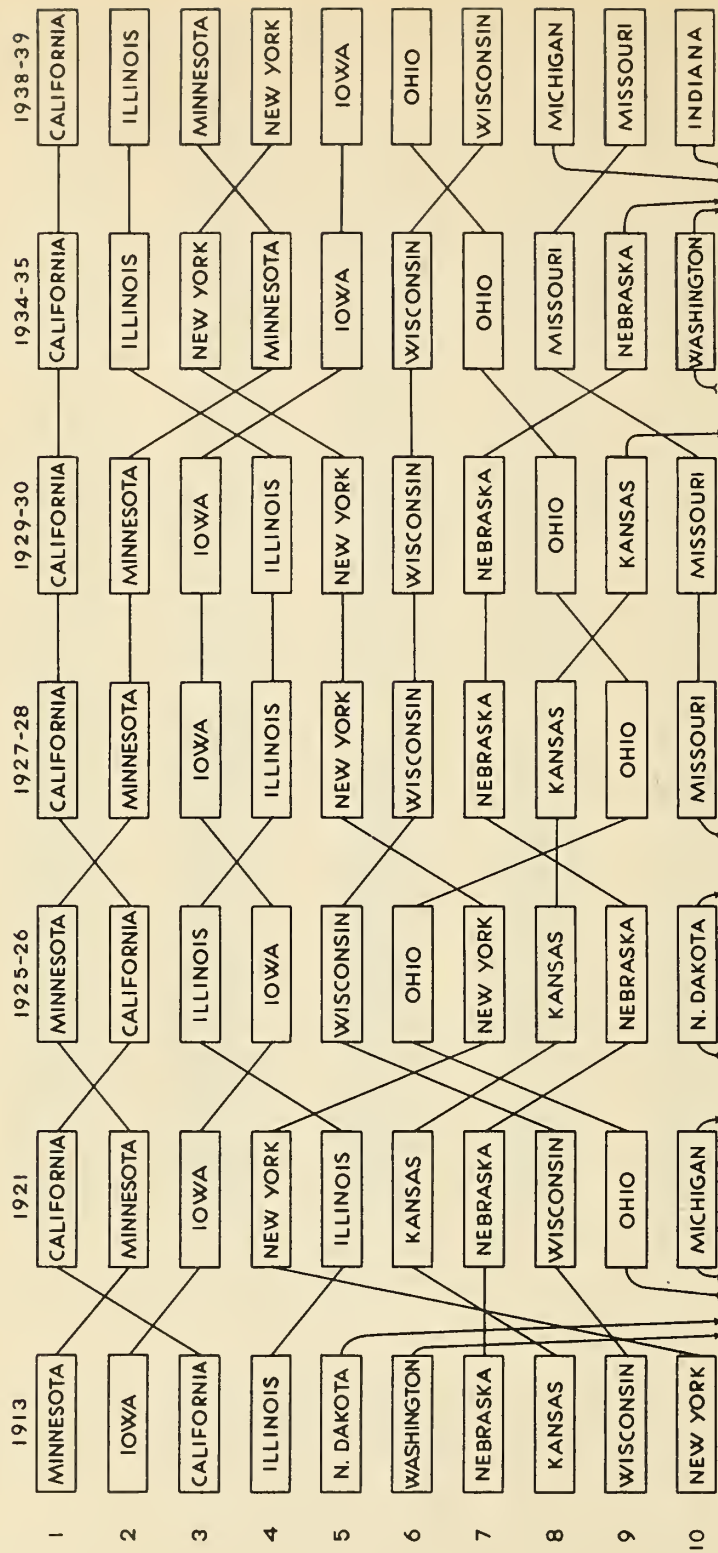 1913 1921 1925-26 1927-28 1929-30 1934-35 1938-39
1 MINNESOTA CALIFORNIA MINNESOTA CALIFORNIA CALIFORNIA CALIFORNIA CALIFORNIA
2 IOWA MINNESOTA CALIFORNIA MINNESOTA MINNESOTA ILLINOIS ILLINOIS
3 CALIFORNIA IOWA ILLINOIS IOWA IOWA NEW YORK MINNESOTA
4 ILLINOIS NEW YORK IOWA ILLINOIS ILLINOIS MINNESOTA NEW YORK
5 N. DAKOTA ILLINOIS WISCONSIN NEW YORK NEW YORK IOWA IOWA
6 WASHINGTON KANSAS OHIO WISCONSIN WISCONSIN WISCONSIN OHIO
7 NEBRASKA NEBRASKA NEW YORK NEBRASKA NEBRASKA OHIO WISCONSIN
8 KANSAS WISCONSIN KANSAS KANSAS OHIO MISSOURI MICHIGAN
9 WISCONSIN OHIO NEBRASKA OHIO KANSAS NEBRASKA MISSOURI
10 NEW YORK MICHIGAN N. DAKOTA MISSOURI MISSOURI WASHINGTON INDIANA